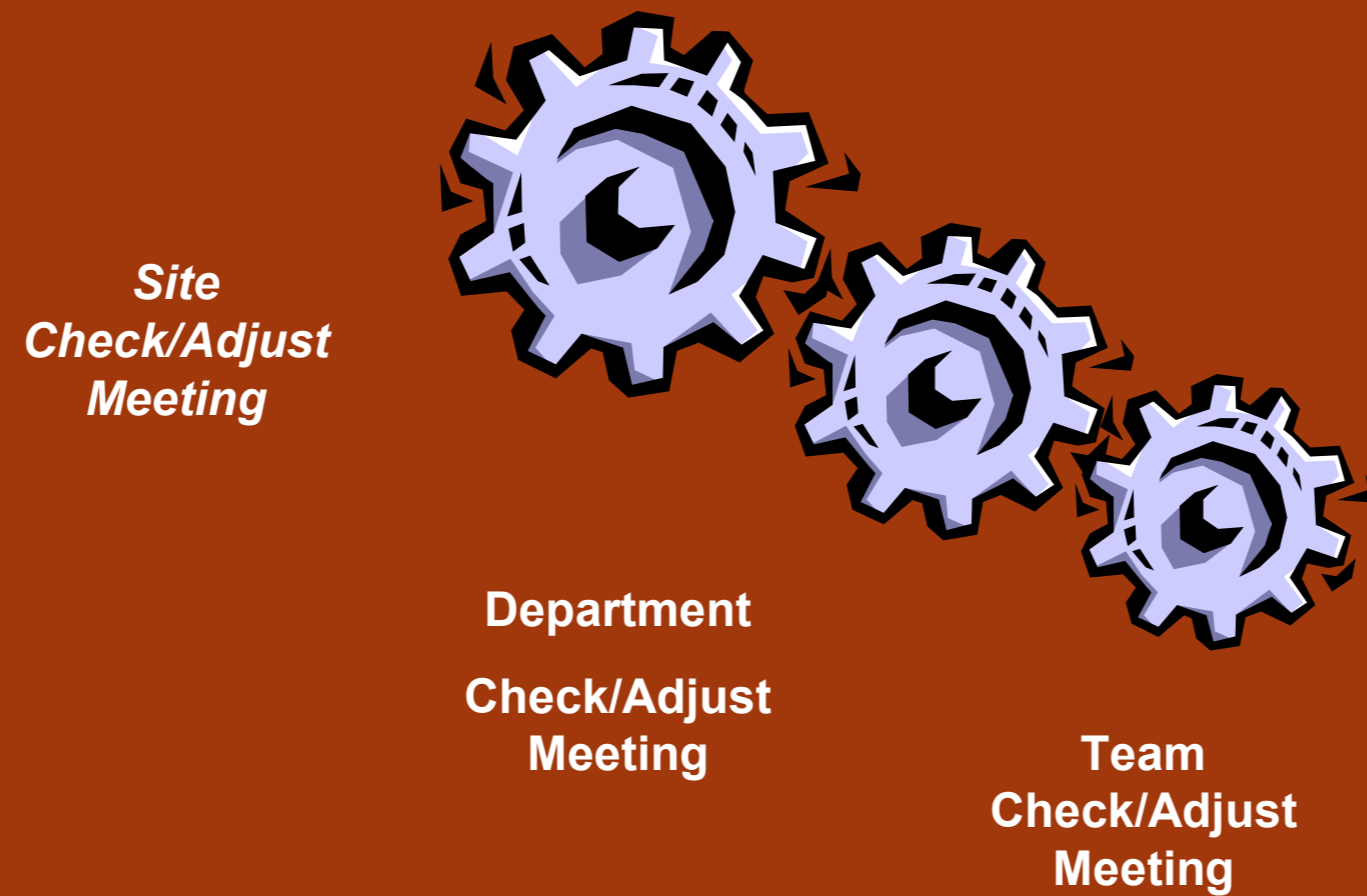 Site
Check/Adjust
Meeting
Department
Check/Adjust
Meeting
Team
Check/Adjust
Meeting